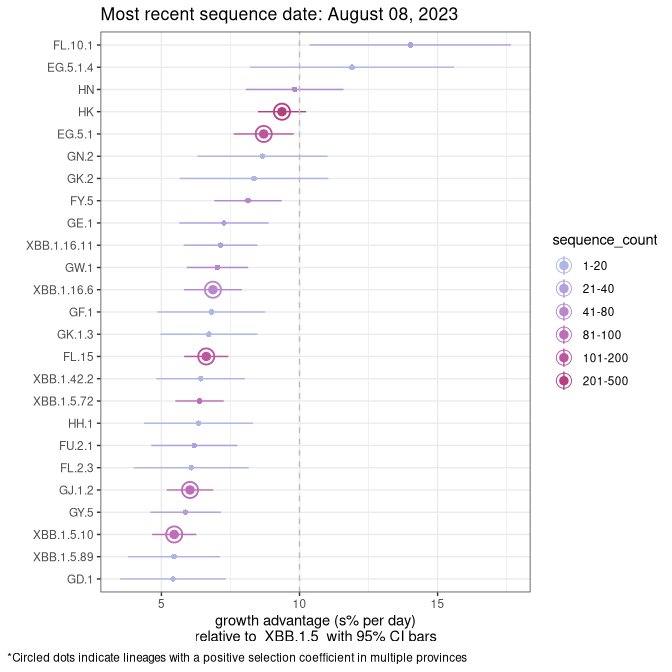 Most recent sequence date: August 08, 2023
FL.10.1
EG.5.1.4
HN
HK
EG.5.1
GN.2
GK.2
FY.5
GE.1
XBB.1.16.11
GW.1
XBB.1.16.6
GF.1
GK.1.3
FL.15
XBB.1.42.2
XBB.1.5.72
HH.1
FU.2.1
FL.2.3
GJ.1.2
GY.5
XBB.1.5.10
XBB.1.5.89
GD.1
5 10 15
growth advantage (s% per day)
relative to XBB.1.5 with 95% CI bars
sequence_count
1-20
21-40
41-80
81-100
101-200
201-500
*Circled dots indicate lineages with a positive selection coefficient in multiple provinces